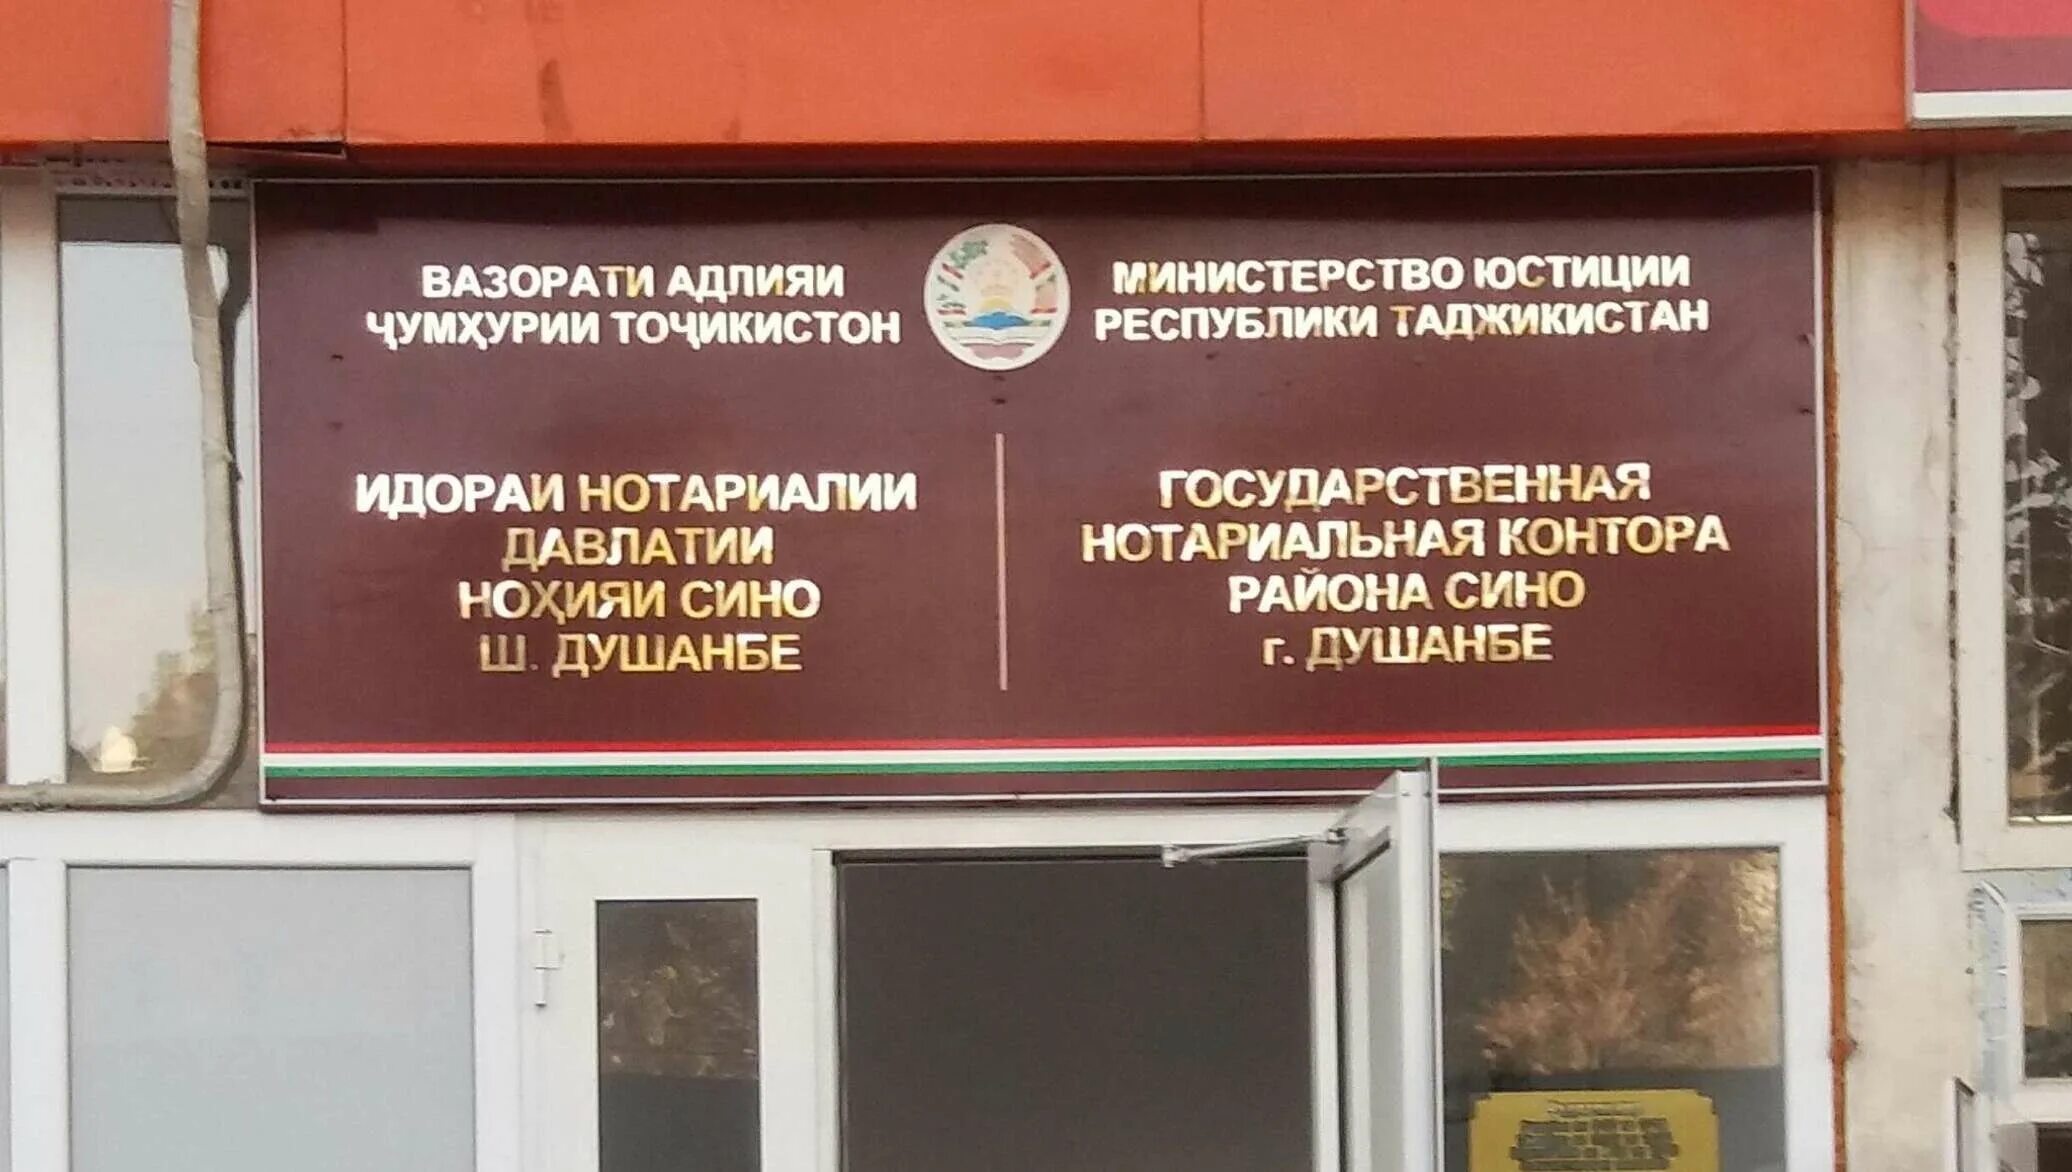 ВАЗОРАТИ АДЛИЯИ
ҶУМҲУРИИ ТОҶИКИСТОН
МИНИСТЕРСТВО ЮСТИЦИИ
РЕСПУБЛИКИ ТАДЖИКИСТАН
ИДОРАИ НОТАРИАЛИИ
ДАВЛАТИИ
НОҲИЯИ СИНО
Ш. ДУШАНБЕ
ГОСУДАРСТВЕННАЯ
НОТАРИАЛЬНАЯ КОНТОРА
РАЙОНА СИНО
г. ДУШАНБЕ